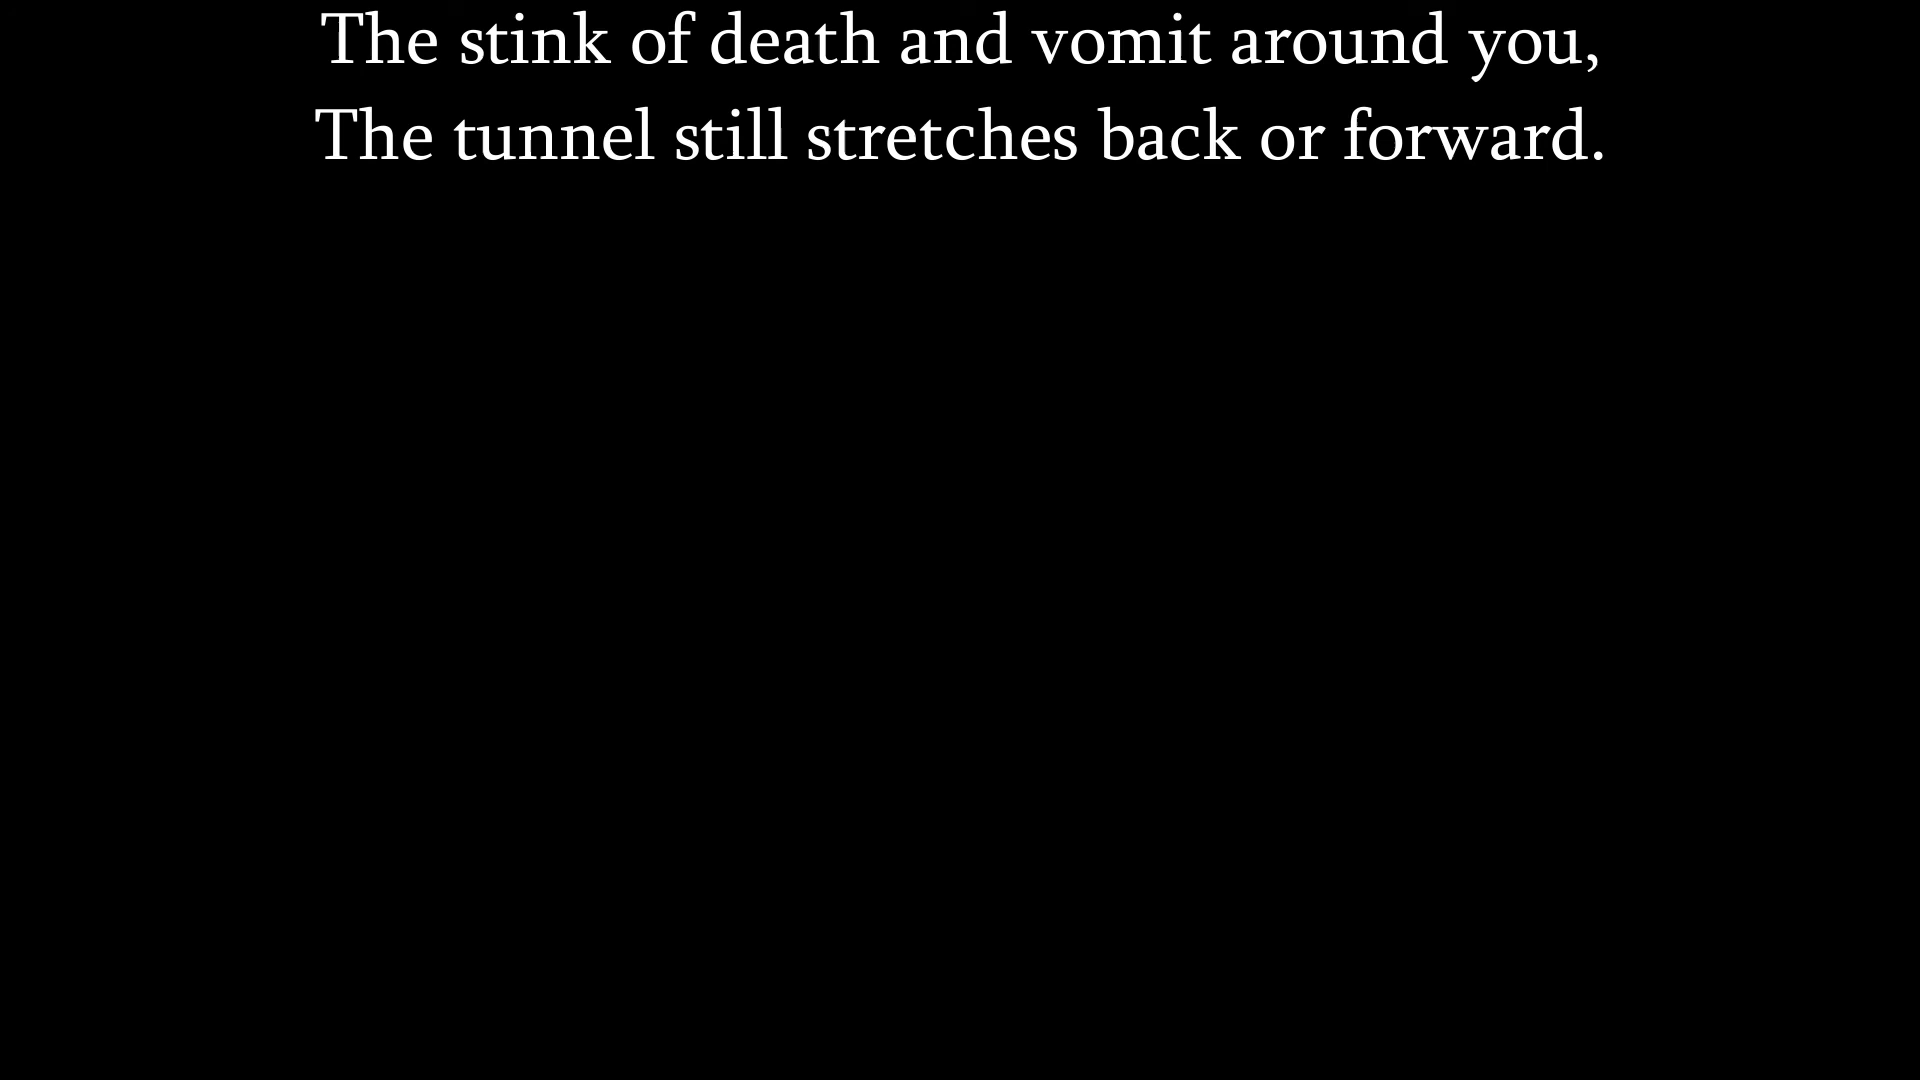 The stink of death and vomit around you,
The tunnel still stretches back or forward.